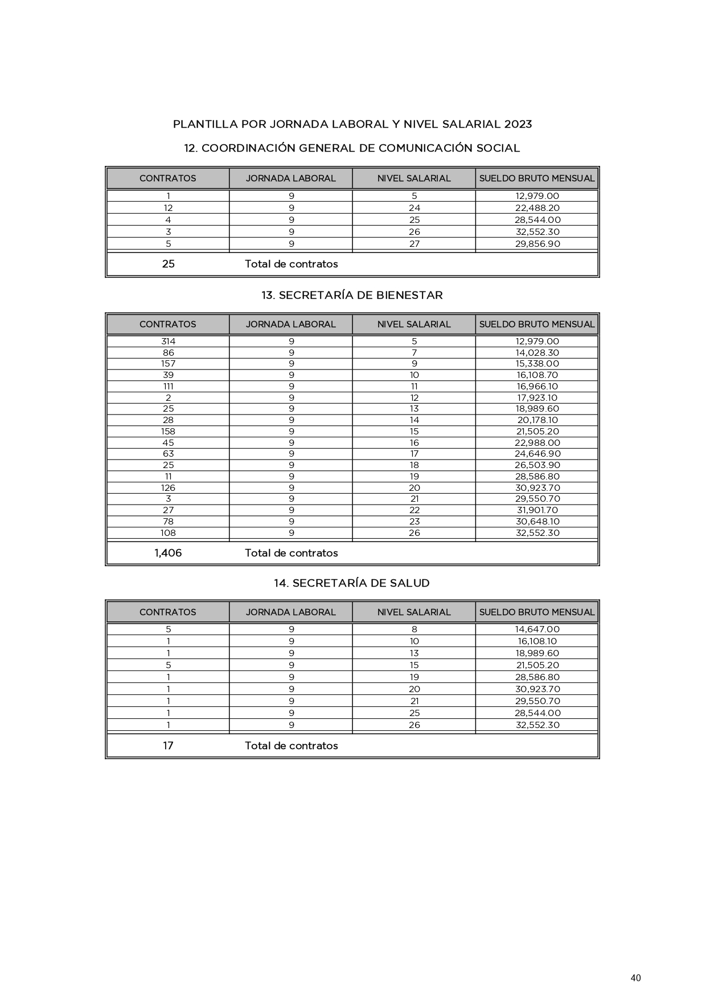 PLANTILLA POR JORNADA LABORAL Y NIVEL SALARIAL 2023
12. COORDINACIÓN GENERAL DE COMUNICACIÓN SOCIAL
CONTRATOS JORNADA LABORAL NIVEL SALARIAL SUELDO BRUTO MENSUAL
1 9 5 12,979.00
12 9 24 22,488.20
4 9 25 28,544.00
3 9 26 32,552.30
5 9 27 29,856.90
25 Total de contratos
13. SECRETARÍA DE BIENESTAR
CONTRATOS JORNADA LABORAL NIVEL SALARIAL SUELDO BRUTO MENSUAL
314 9 5 12,979.00
86 9 7 14,028.30
157 9 9 15,338.00
39 9 10 16,108.70
111 9 11 16,966.10
2 9 12 17,923.10
25 9 13 18,989.60
28 9 14 20,178.10
158 9 15 21,505.20
45 9 16 22,988.00
63 9 17 24,646.90
25 9 18 26,503.90
11 9 19 28,586.80
126 9 20 30,923.70
3 9 21 29,550.70
27 9 22 31,901.70
78 9 23 30,648.10
108 9 26 32,552.30
1,406 Total de contratos
14. SECRETARÍA DE SALUD
CONTRATOS JORNADA LABORAL NIVEL SALARIAL SUELDO BRUTO MENSUAL
5 9 8 14,647.00
1 9 10 16,108.10
1 9 13 18,989.60
5 9 15 21,505.20
1 9 19 28,586.80
1 9 20 30,923.70
1 9 21 29,550.70
1 9 25 28,544.00
1 9 26 32,552.30
17 Total de contratos
40